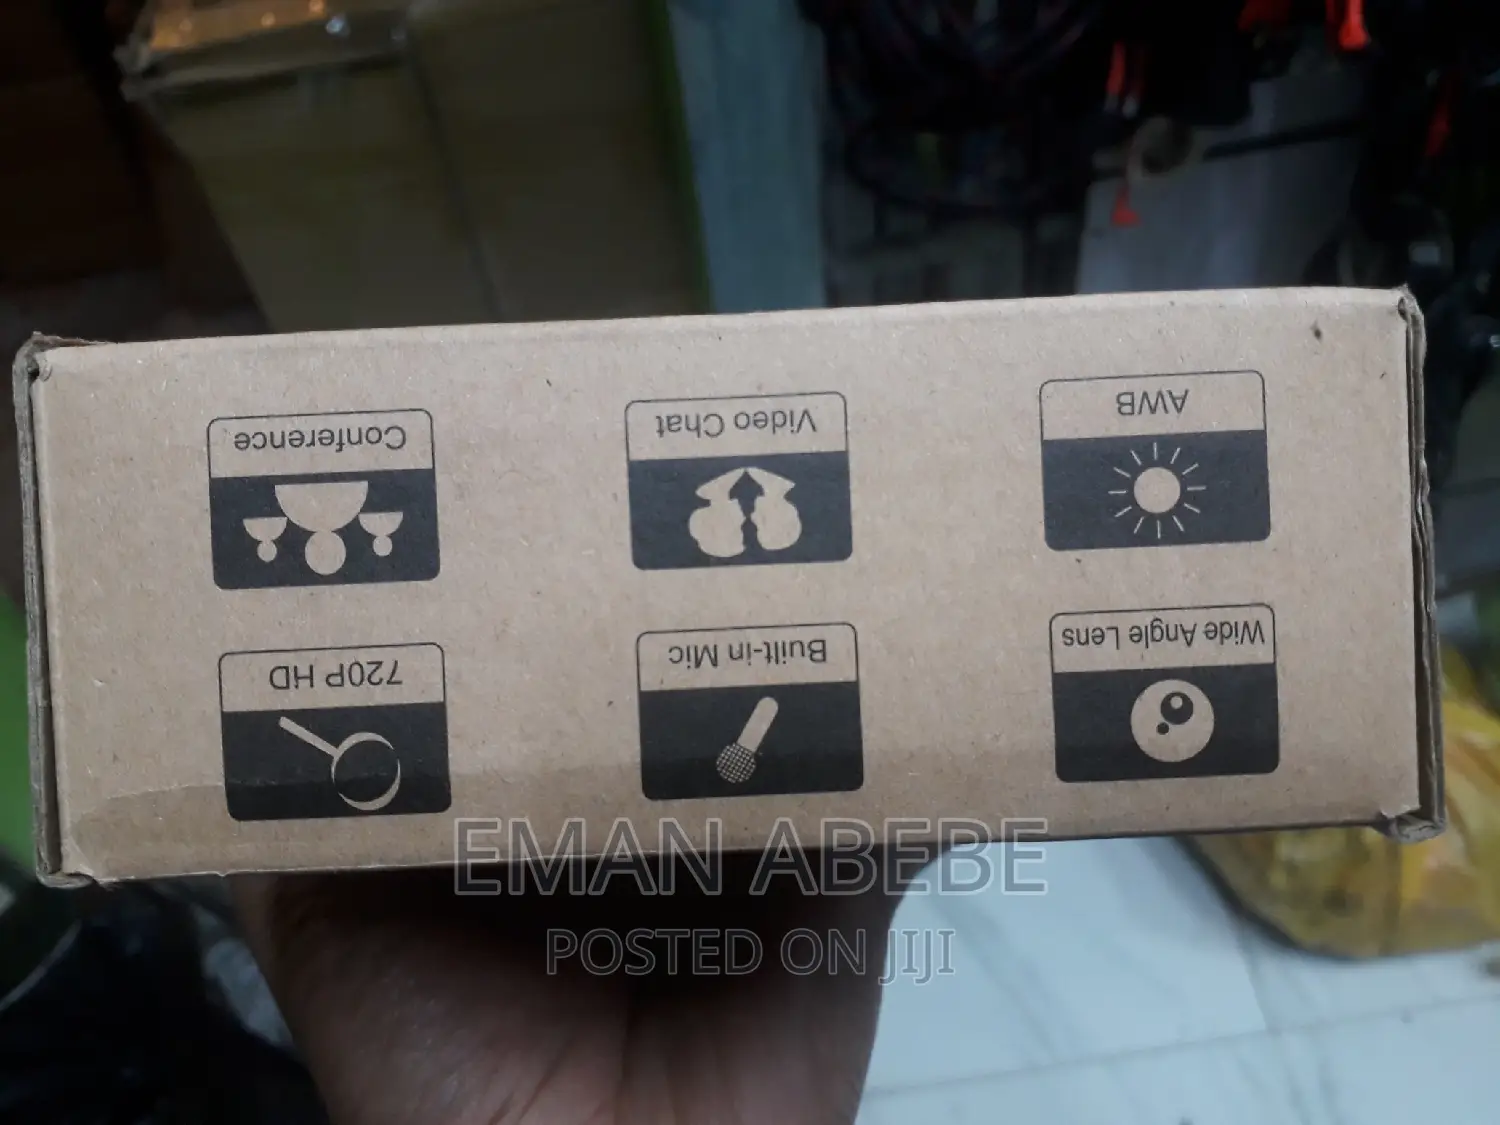 Wide Angle Lens
Built-in Mic
720P HD
AWB
Video Chat
Conference
EMAN ABEBE
POSTED ON JIJI